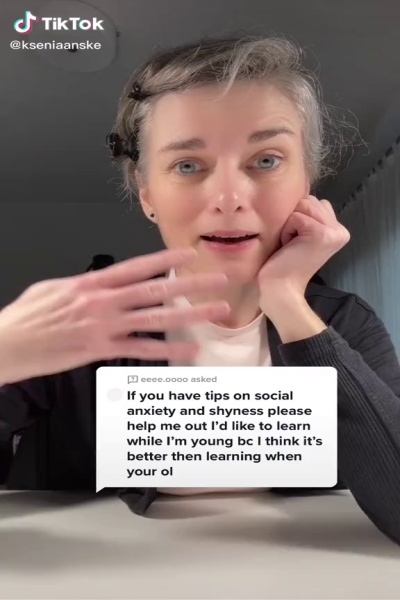 TikTok
@kseniaanske
eeee.oooo asked
If you have tips on social
anxiety and shyness please
help me out I'd like to learn
while I'm young bc I think it's
better then learning when
your ol